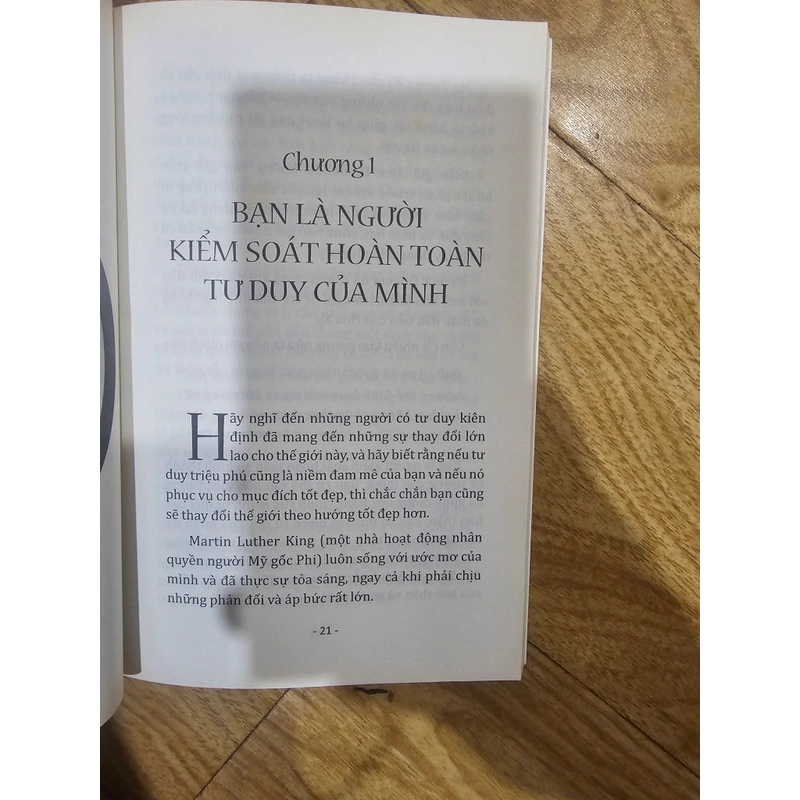 Chương 1
BẠN LÀ NGƯỜI
KIỂM SOÁT HOÀN TOÀN
TƯ DUY CỦA MÌNH
Hãy nghĩ đến những người có tư duy kiên
định đã mang đến những sự thay đổi lớn
lao cho thế giới này, và hãy biết rằng nếu tư
duy triệu phú cũng là niềm đam mê của bạn và nếu nó
phục vụ cho mục đích tốt đẹp, thì chắc chắn bạn cũng
sẽ thay đổi thế giới theo hướng tốt đẹp hơn.
Martin Luther King (một nhà hoạt động nhân
quyền người Mỹ gốc Phi) luôn sống với ước mơ của
mình và đã thực sự tỏa sáng, ngay cả khi phải chịu
những phản đối và áp bức rất lớn.
- 21 -